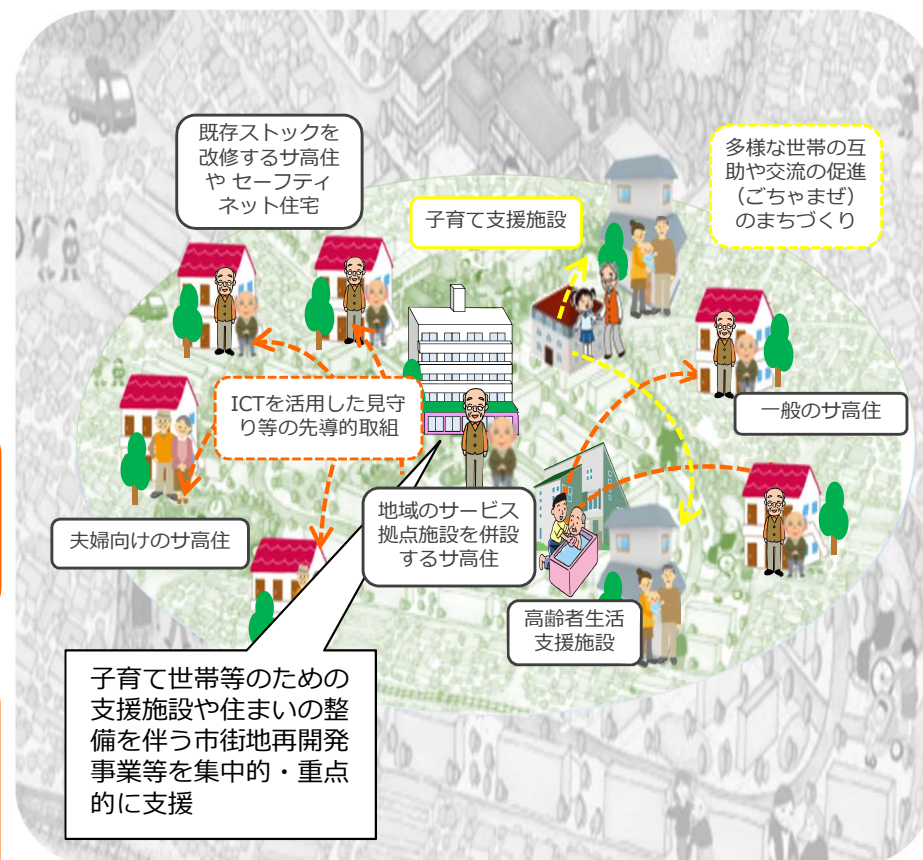 既存ストックを
改修するサ高住
や セーフティ
ネット住宅
多様な世帯の互
助や交流の促進
（ごちゃまぜ）
のまちづくり
子育て支援施設
ICTを活用した見守
り等の先導的取組
一般のサ高住
地域のサービス
拠点施設を併設
するサ高住
夫婦向けのサ高住
高齢者生活
支援施設
子育て世帯等のための
支援施設や住まいの整
備を伴う市街地再開発
事業等を集中的・重点
的に支援